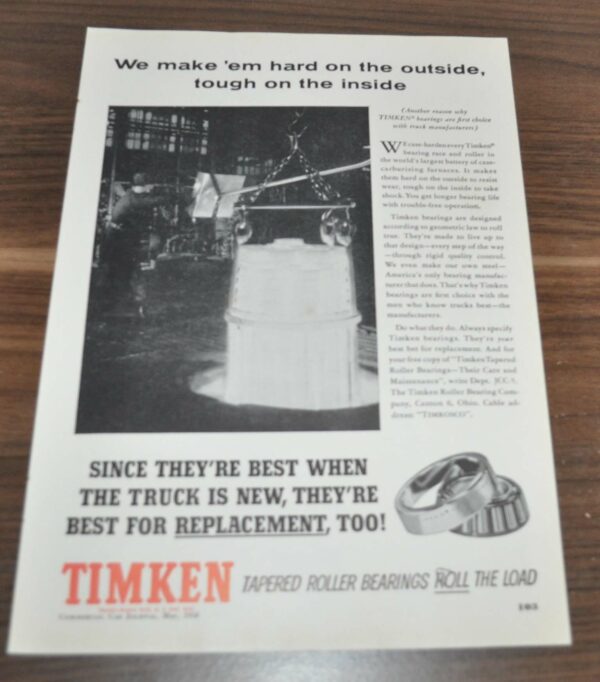 We make 'em hard on the outside,
tough on the inside
(Another reason why
TIMKEN® bearings are first choice
with truck manufacturers)
WE case-harden every Timken®
bearing race and roller in
the world's largest battery of case-
carburizing furnaces. It makes
them hard on the outside to resist
wear, tough on the inside to take
shock. You get longer bearing life
with trouble-free operation.
Timken bearings are designed
according to geometric law to roll
true. They're made to live up to
that design—every step of the way
—through rigid quality control.
We even make our own steel—
America's only bearing manufac-
turer that does. That's why Timken
bearings are first choice with the
men who know trucks best—the
manufacturers.
Do what they do. Always specify
Timken bearings. They're your
best bet for replacement. And for
your free copy of "Timken Tapered
Roller Bearings—Their Care and
Maintenance", write Dept. JCC-5,
The Timken Roller Bearing Com-
pany, Canton 6, Ohio. Cable ad-
dress: "TIMROSCO".
SINCE THEY'RE BEST WHEN
THE TRUCK IS NEW, THEY'RE
BEST FOR REPLACEMENT, TOO!
TIMKEN
TAPERED ROLLER BEARINGS ROLL THE LOAD
Commercial Car Journal, May,
103